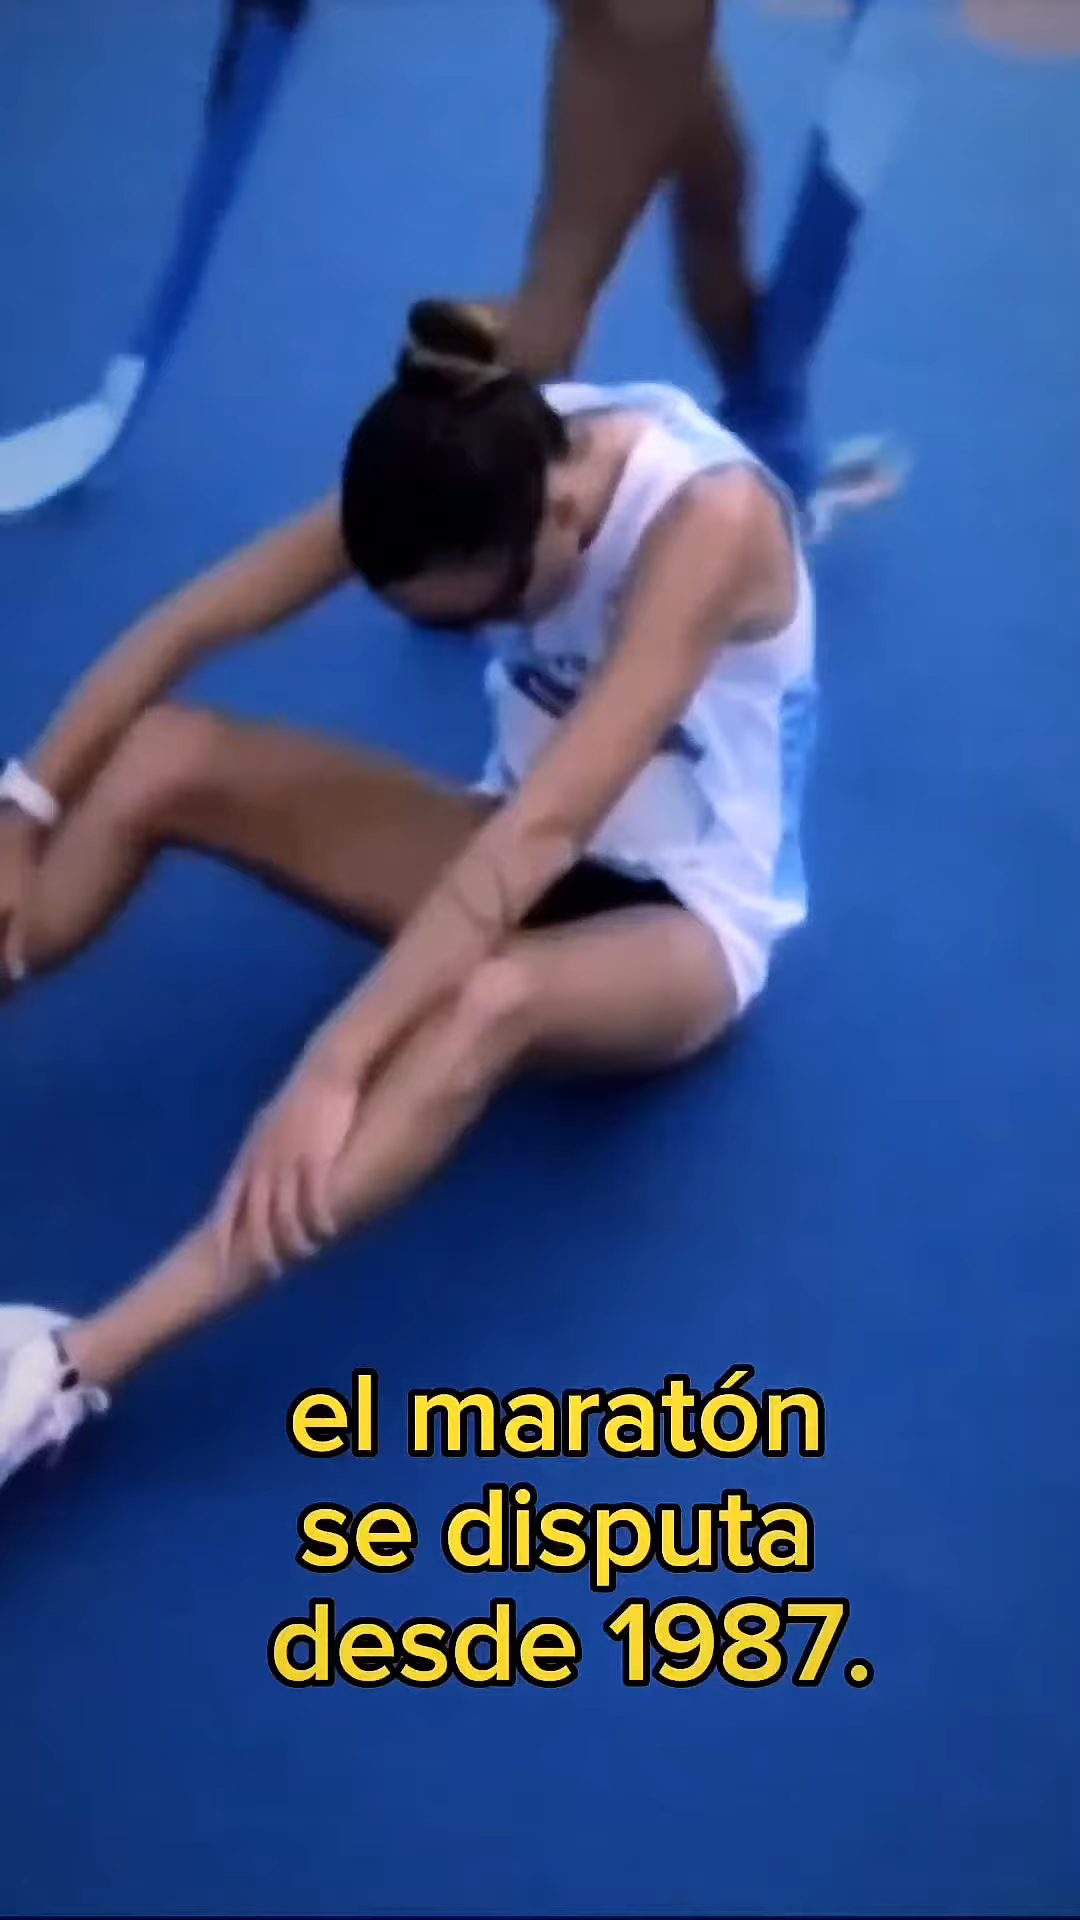 el maratón
se disputa
desde 1987.